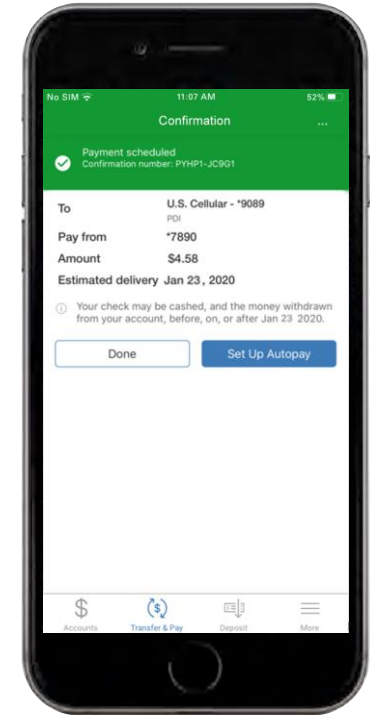 No SIM 11:07 AM 52%
Confirmation ...
Payment scheduled
Confirmation number: PYHP1-JC9G1
To U.S. Cellular - *9089
PDI
Pay from *7890
Amount $4.58
Estimated delivery Jan 23, 2020
Your check may be cashed, and the money withdrawn
from your account, before, on, or after Jan 23 2020.
Done Set Up Autopay
$ $
Accounts Transfer & Pay Deposit More